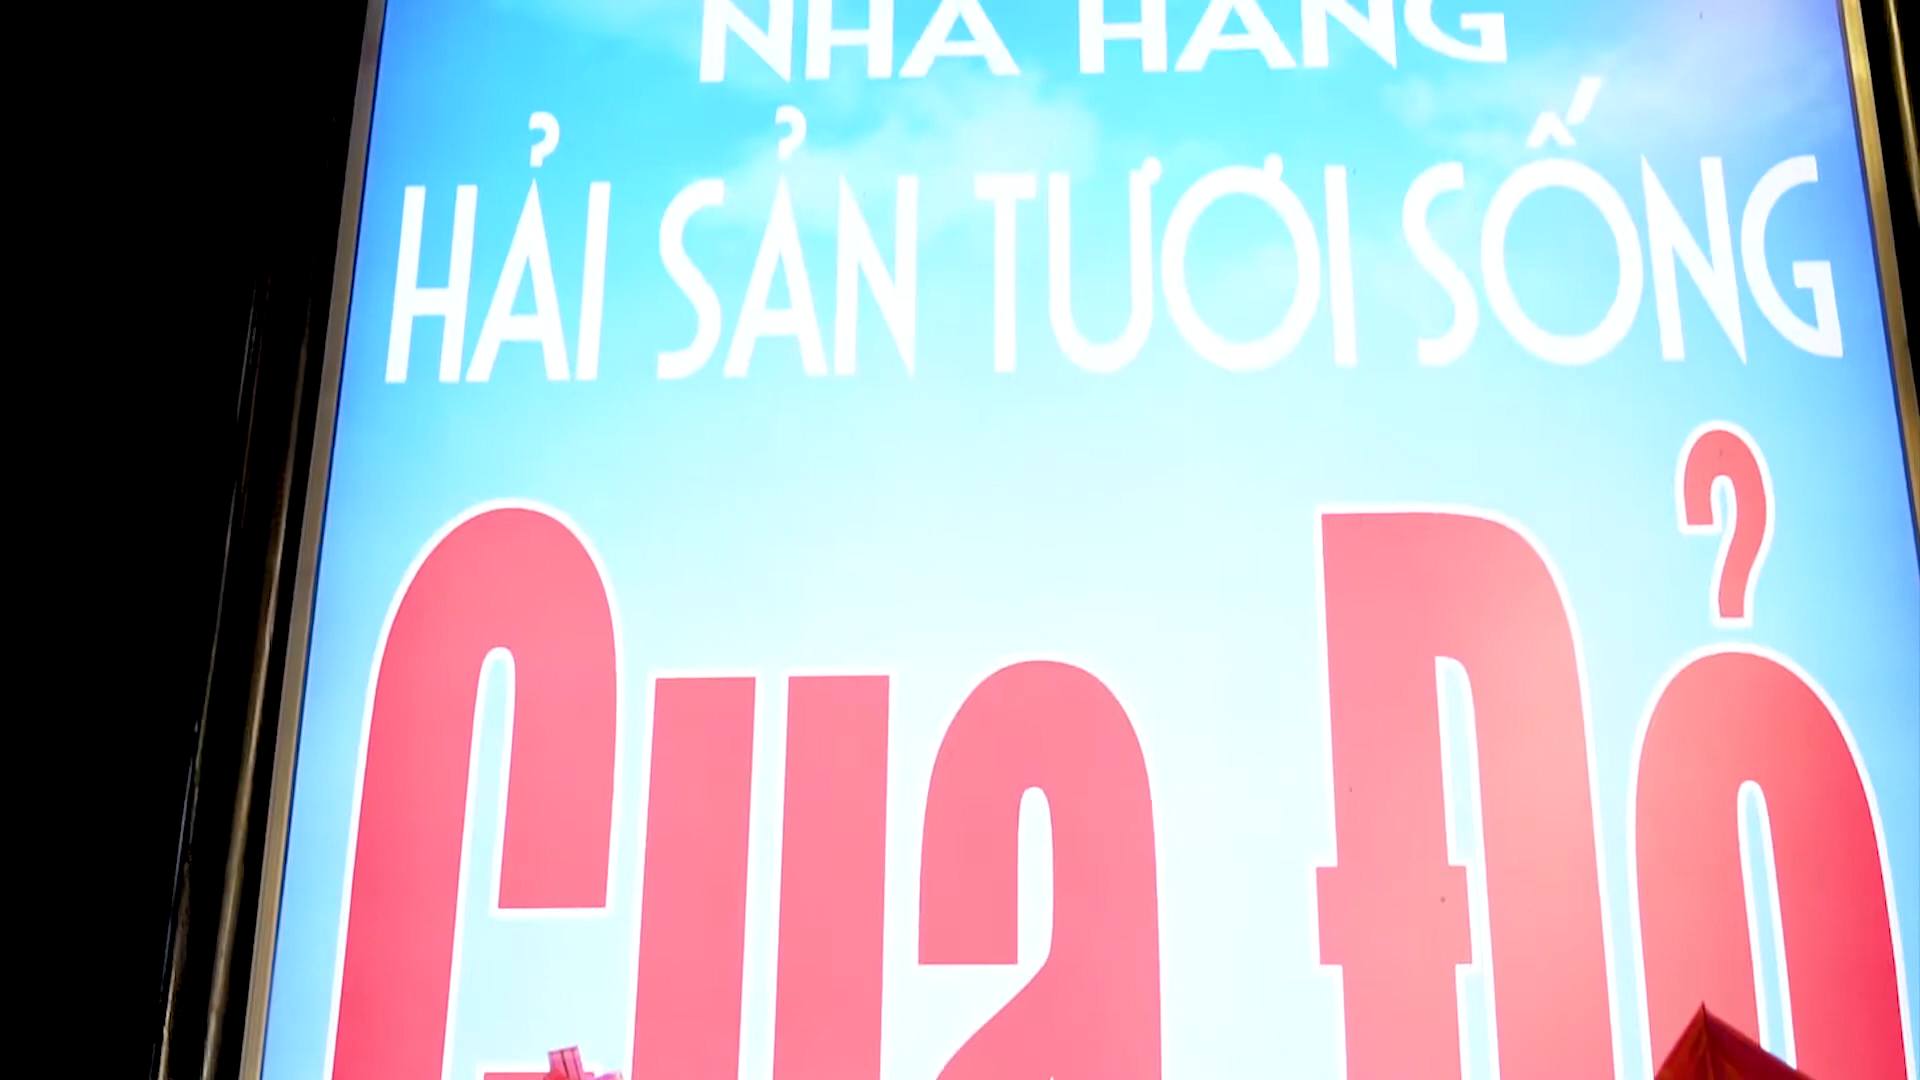 NHÀ HÀNG
HẢI SẢN TƯƠI SỐNG
Cua Đỏ